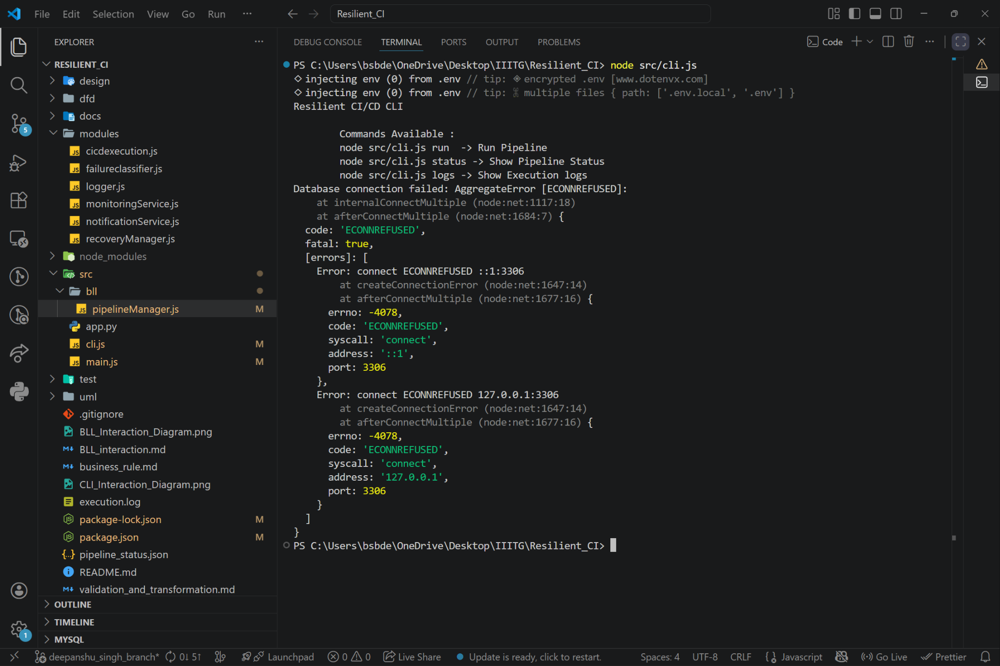 File Edit Selection View Go Run ···
Resilient_CI
EXPLORER
RESILIENT_CI
design
dfd
docs
modules
cicdexecution.js
failureclassifier.js
logger.js
monitoringService.js
notificationService.js
recoveryManager.js
node_modules
src
bll
pipelineManager.js M
app.py
cli.js M
main.js M
test
uml
.gitignore
BLL_Interaction_Diagram.png
BLL_interaction.md
business_rule.md
CLI_Interaction_Diagram.png
execution.log
package-lock.json M
package.json M
pipeline_status.json
README.md
validation_and_transformation.md
OUTLINE
TIMELINE
MYSQL
5
1
DEBUG CONSOLE TERMINAL PORTS OUTPUT PROBLEMS
Code
PS C:\Users\bsbde\OneDrive\Desktop\IIITG\Resilient_CI> node src/cli.js
◇ injecting env (0) from .env // tip: ◈ encrypted .env [www.dotenvx.com]
◇ injecting env (0) from .env // tip: ⌘ multiple files { path: ['.env.local', '.env'] }
Resilient CI/CD CLI
Commands Available :
node src/cli.js run  -> Run Pipeline
node src/cli.js status -> Show Pipeline Status
node src/cli.js logs -> Show Execution logs
Database connection failed: AggregateError [ECONNREFUSED]:
at internalConnectMultiple (node:net:1117:18)
at afterConnectMultiple (node:net:1684:7) {
code: 'ECONNREFUSED',
fatal: true,
[errors]: [
Error: connect ECONNREFUSED ::1:3306
at createConnectionError (node:net:1647:14)
at afterConnectMultiple (node:net:1677:16) {
errno: -4078,
code: 'ECONNREFUSED',
syscall: 'connect',
address: '::1',
port: 3306
},
Error: connect ECONNREFUSED 127.0.0.1:3306
at createConnectionError (node:net:1647:14)
at afterConnectMultiple (node:net:1677:16) {
errno: -4078,
code: 'ECONNREFUSED',
syscall: 'connect',
address: '127.0.0.1',
port: 3306
}
]
}
PS C:\Users\bsbde\OneDrive\Desktop\IIITG\Resilient_CI>
deepanshu_singh_branch* 0↓ 5↑ Launchpad 0 0 Live Share Update is ready, click to restart. Spaces: 4 UTF-8 CRLF Javascript Go Live Prettier